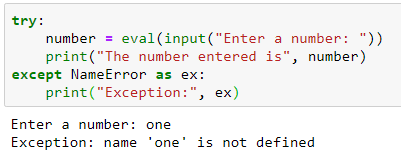 try:
    number = eval(input("Enter a number: "))
    print("The number entered is", number)
except NameError as ex:
    print("Exception:", ex)
Enter a number: one
Exception: name 'one' is not defined